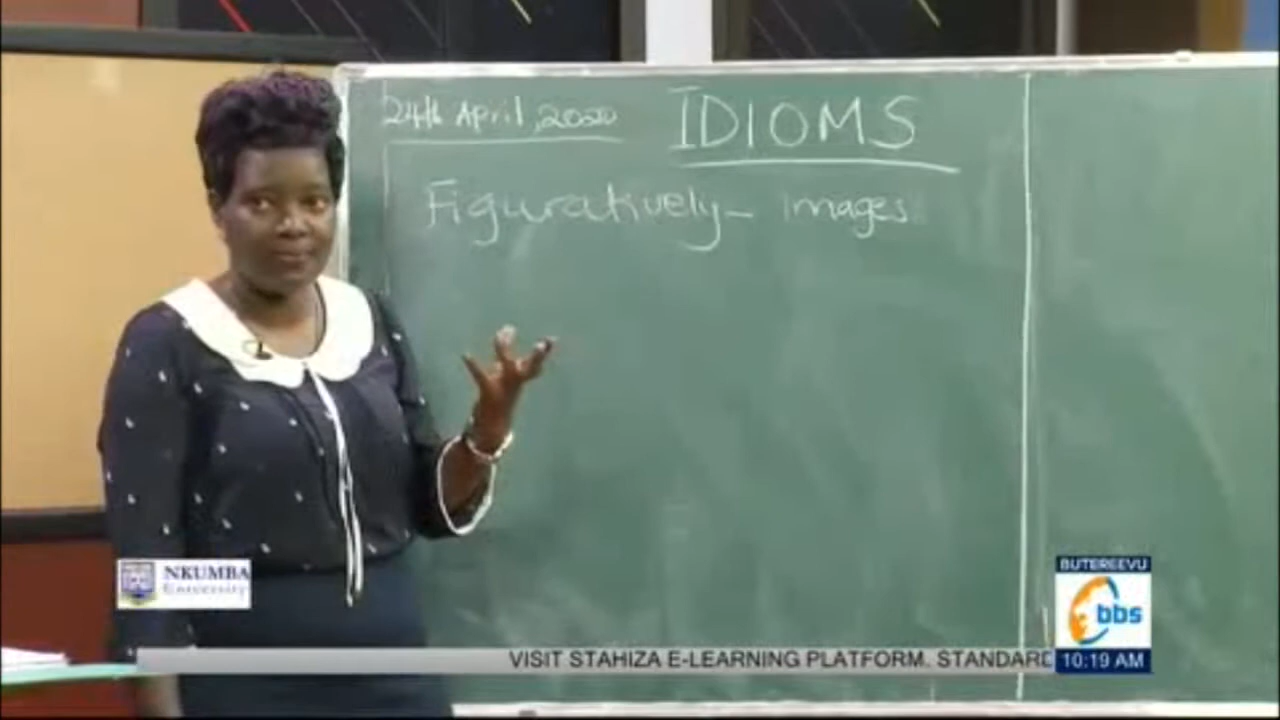 24th April, 2020
IDIOMS
Figuratively - images
NKUMBA
University
BUTEREEVU
bbs
VISIT STAHIZA E-LEARNING PLATFORM. STANDARD
10:19 AM